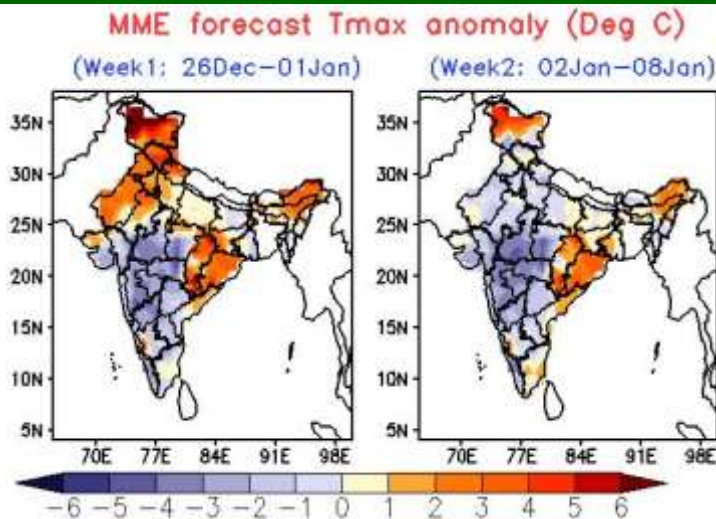 MME forecast Tmax anomaly (Deg C)
(Week1: 26Dec-01Jan)
(Week2: 02Jan-08Jan)
35N
30N
25N
20N
15N
10N
5N
70E 77E 84E 91E 98E
35N
30N
25N
20N
15N
10N
5N
70E 77E 84E 91E 98E
-6 -5 -4 -3 -2 -1 0 1 2 3 4 5 6